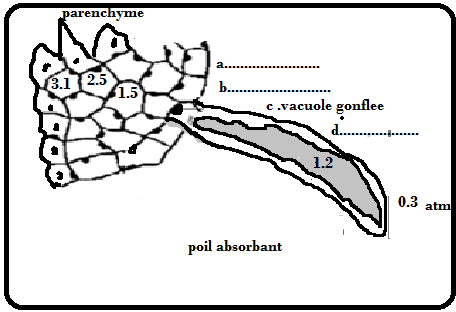 parenchyme
a........................
3.1
2.5
1.5
b..........................
c .vacuole gonflee
d...................
1.2
0.3 atm
poil absorbant